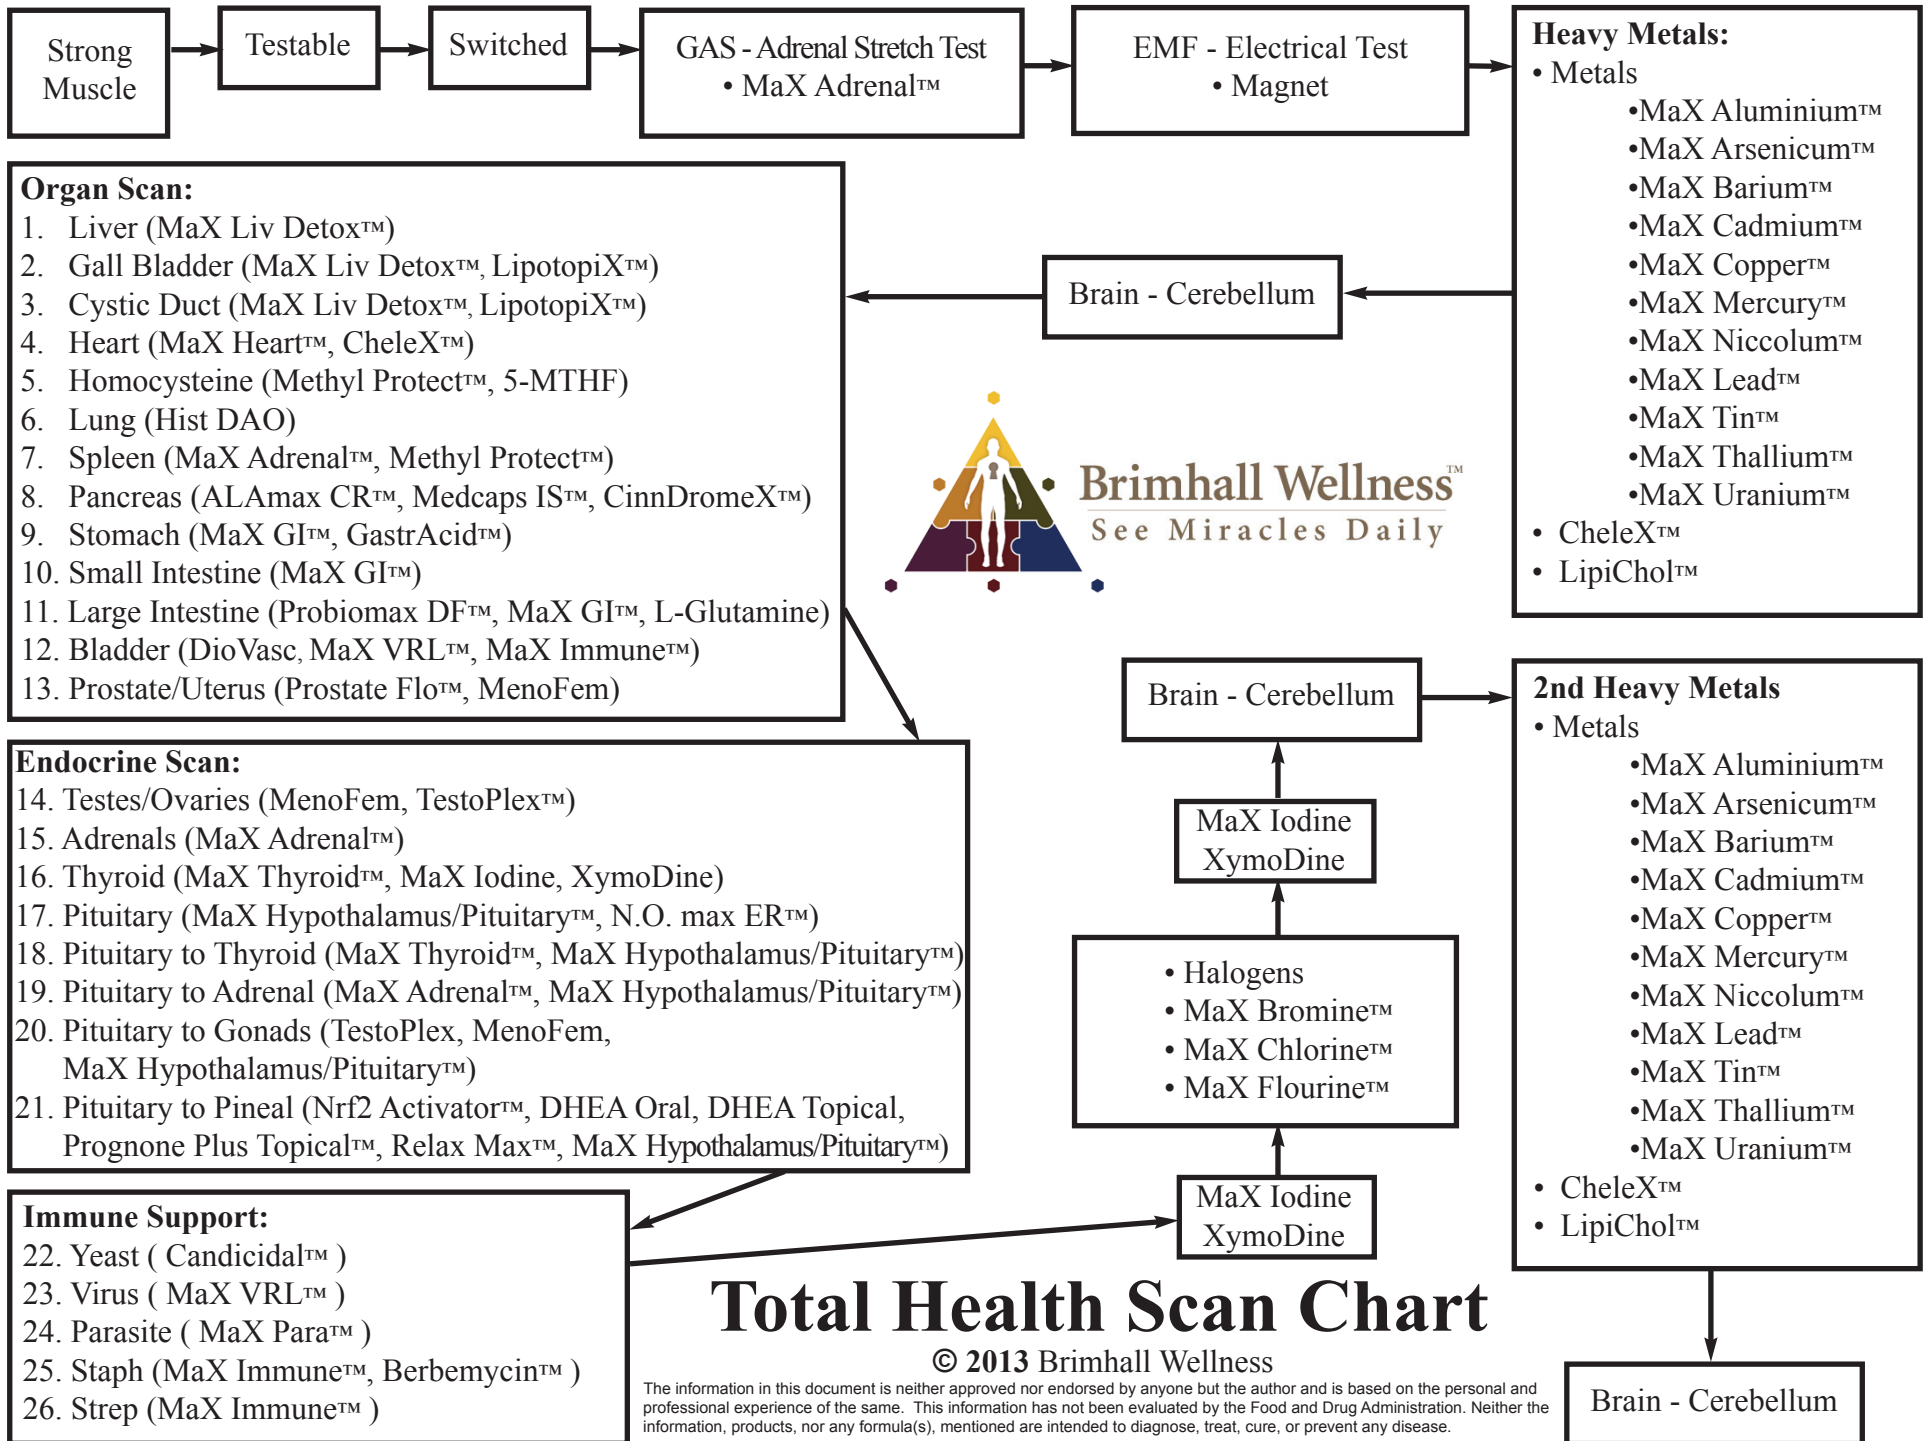 Strong
Muscle
Testable
Switched
GAS - Adrenal Stretch Test
• MaX Adrenal™
EMF - Electrical Test
• Magnet
Heavy Metals:
• Metals
•MaX Aluminium™
•MaX Arsenicum™
•MaX Barium™
•MaX Cadmium™
•MaX Copper™
•MaX Mercury™
•MaX Niccolum™
•MaX Lead™
•MaX Tin™
•MaX Thallium™
•MaX Uranium™
• CheleX™
• LipiChol™
Brain - Cerebellum
Organ Scan:
1. Liver (MaX Liv Detox™)
2. Gall Bladder (MaX Liv Detox™, LipotopiX™)
3. Cystic Duct (MaX Liv Detox™, LipotopiX™)
4. Heart (MaX Heart™, CheleX™)
5. Homocysteine (Methyl Protect™, 5-MTHF)
6. Lung (Hist DAO)
7. Spleen (MaX Adrenal™, Methyl Protect™)
8. Pancreas (ALAmax CR™, Medcaps IS™, CinnDromeX™)
9. Stomach (MaX GI™, GastrAcid™)
10. Small Intestine (MaX GI™)
11. Large Intestine (Probiomax DF™, MaX GI™, L-Glutamine)
12. Bladder (DioVasc, MaX VRL™, MaX Immune™)
13. Prostate/Uterus (Prostate Flo™, MenoFem)
Brimhall Wellness™
See Miracles Daily
Endocrine Scan:
14. Testes/Ovaries (MenoFem, TestoPlex™)
15. Adrenals (MaX Adrenal™)
16. Thyroid (MaX Thyroid™, MaX Iodine, XymoDine)
17. Pituitary (MaX Hypothalamus/Pituitary™, N.O. max ER™)
18. Pituitary to Thyroid (MaX Thyroid™, MaX Hypothalamus/Pituitary™)
19. Pituitary to Adrenal (MaX Adrenal™, MaX Hypothalamus/Pituitary™)
20. Pituitary to Gonads (TestoPlex, MenoFem,
MaX Hypothalamus/Pituitary™)
21. Pituitary to Pineal (Nrf2 Activator™, DHEA Oral, DHEA Topical,
Prognone Plus Topical™, Relax Max™, MaX Hypothalamus/Pituitary™)
Immune Support:
22. Yeast ( Candicidal™ )
23. Virus ( MaX VRL™ )
24. Parasite ( MaX Para™ )
25. Staph (MaX Immune™, Berbemycin™ )
26. Strep (MaX Immune™ )
MaX Iodine
XymoDine
• Halogens
• MaX Bromine™
• MaX Chlorine™
• MaX Flourine™
MaX Iodine
XymoDine
Brain - Cerebellum
2nd Heavy Metals
• Metals
•MaX Aluminium™
•MaX Arsenicum™
•MaX Barium™
•MaX Cadmium™
•MaX Copper™
•MaX Mercury™
•MaX Niccolum™
•MaX Lead™
•MaX Tin™
•MaX Thallium™
•MaX Uranium™
• CheleX™
• LipiChol™
Brain - Cerebellum
Total Health Scan Chart
© 2013 Brimhall Wellness
The information in this document is neither approved nor endorsed by anyone but the author and is based on the personal and
professional experience of the same. This information has not been evaluated by the Food and Drug Administration. Neither the
information, products, nor any formula(s), mentioned are intended to diagnose, treat, cure, or prevent any disease.